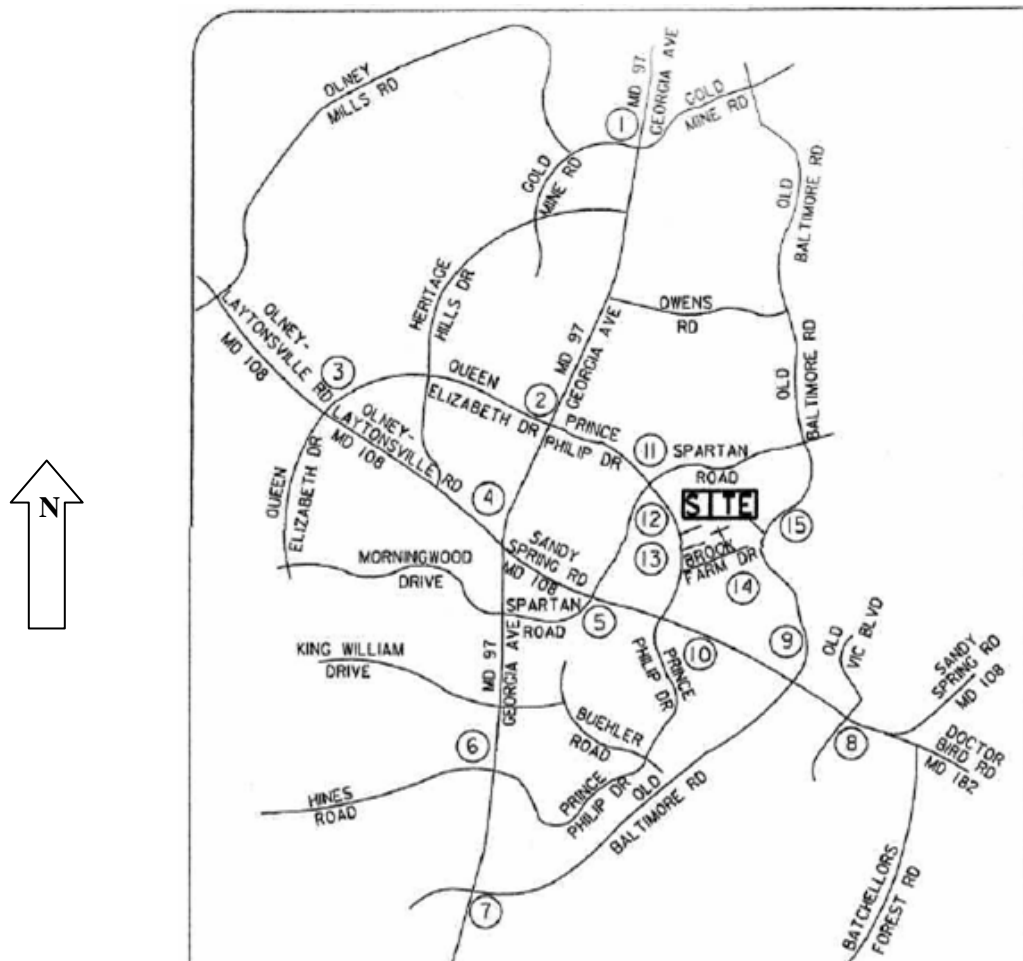 OLNEY
MILLS RD
MD 97
GEORGIA AVE
GOLD
MINE RD
1
GOLD
MINE RD
OLD
BALTIMORE RD
HERITAGE
HILLS DR
OWENS
RD
OLNEY-
LAYTONSVILLE RD
MD 108
MD 97
GEORGIA AVE
OLD
BALTIMORE RD
3
QUEEN
ELIZABETH DR
2
PRINCE
PHILIP DR
OLNEY-
LAYTONSVILLE RD
MD 108
11
SPARTAN
ROAD
QUEEN
ELIZABETH DR
4
SITE
N
12
15
SANDY
SPRING RD
MD 108
13
BROOK
FARM DR
14
MORNINGWOOD
DRIVE
SPARTAN
ROAD
5
10
9
OLD
VIC BLVD
SANDY
SPRING RD
MD 108
KING WILLIAM
DRIVE
MD 97
GEORGIA AVE
PRINCE
PHILIP DR
BUEHLER
ROAD
8
DOCTOR
BIRD RD
MD 182
6
HINES
ROAD
PRINCE
PHILIP DR
OLD
BALTIMORE RD
7
BATCHELLORS
FOREST RD